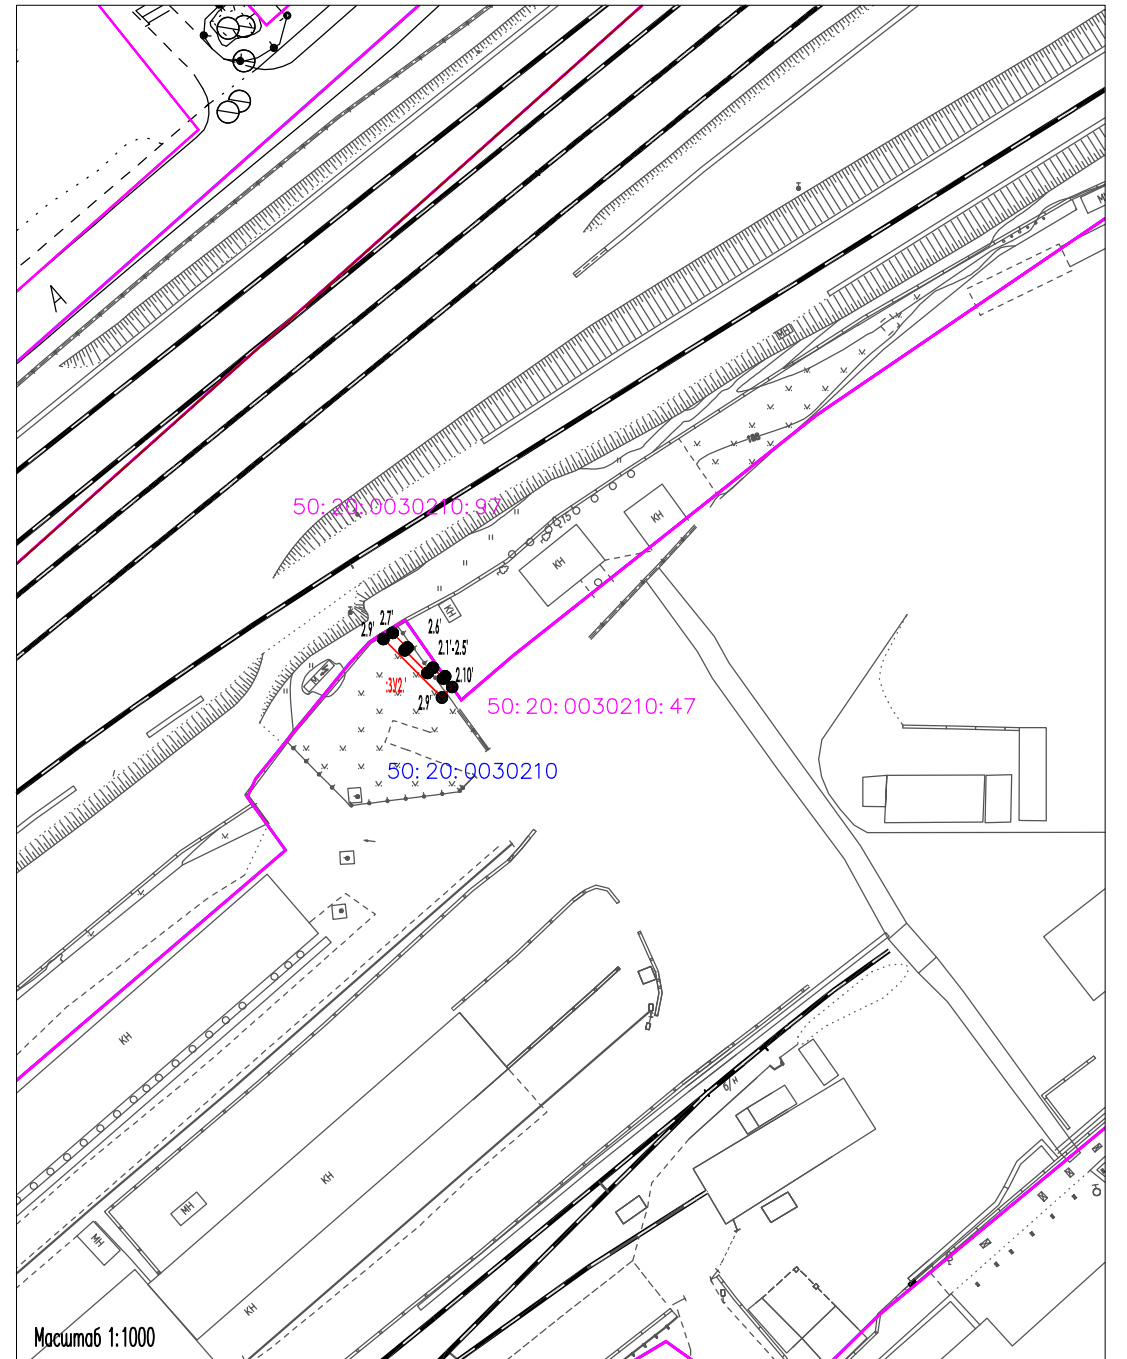 А
МН
МН
188
50:20:0030210:97
КН
КН
КН
2.7'
2.9'
2.6'
2.1'-2.5'
2.10'
:ЗУ2'
2.9'
50:20:0030210:47
50:20:0030210
КН
б/н
КН
МН
МН
КН
Масштаб 1:1000